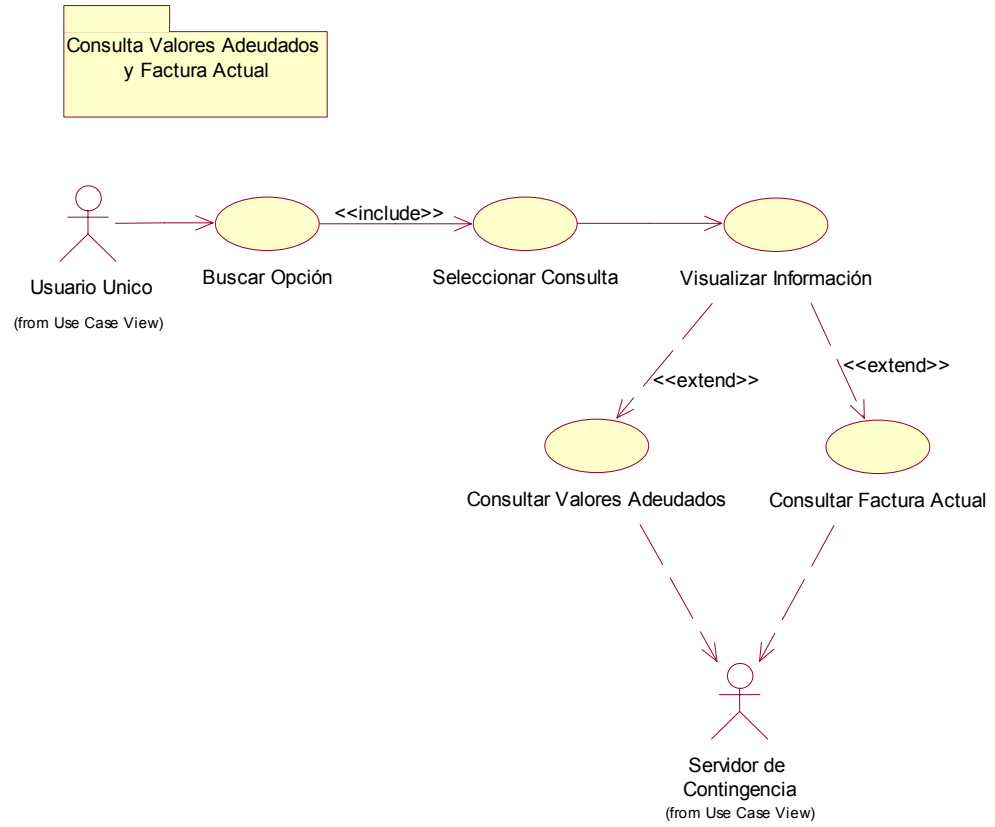 Consulta Valores Adeudados
y Factura Actual
<<include>>
Usuario Unico
(from Use Case View)
Buscar Opción
Seleccionar Consulta
Visualizar Información
<<extend>>
<<extend>>
Consultar Valores Adeudados
Consultar Factura Actual
Servidor de
Contingencia
(from Use Case View)